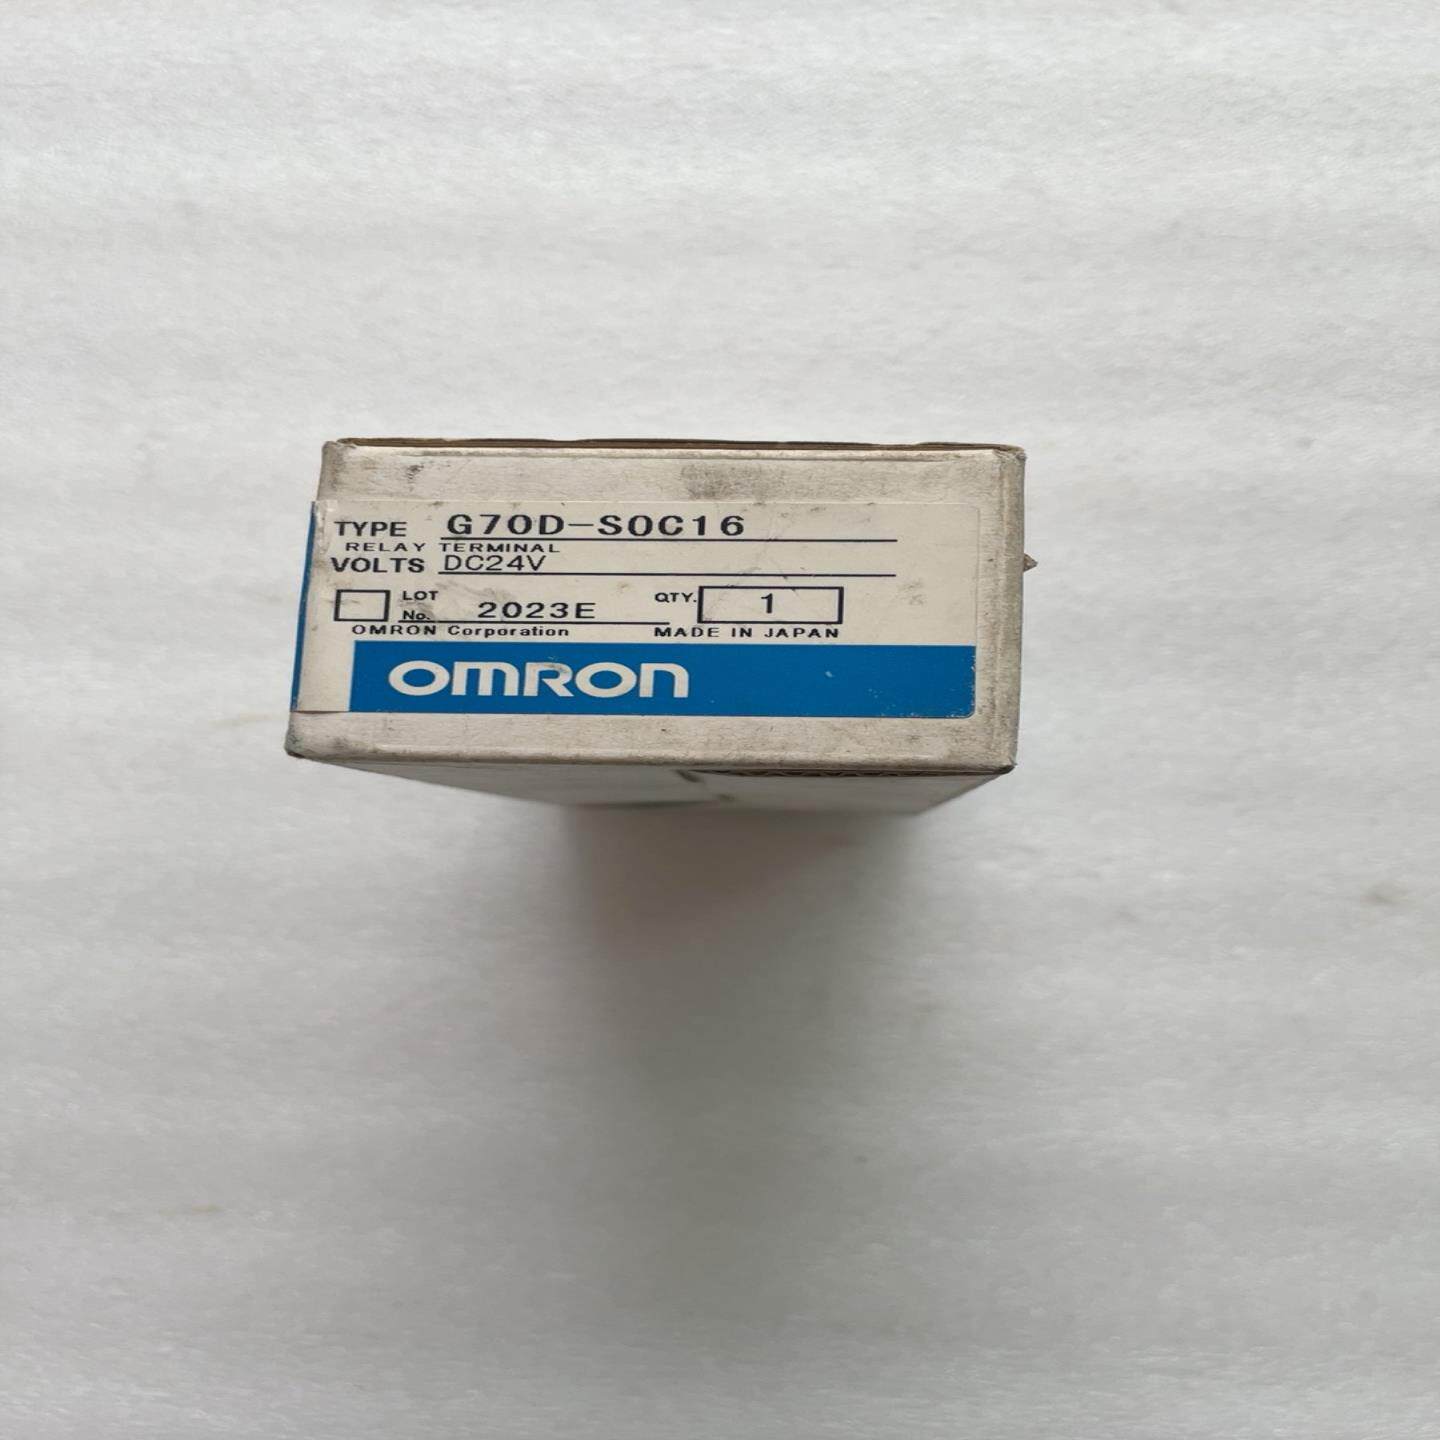 TYPE G70D-SOC16
RELAY TERMINAL
VOLTS DC24V
LOT No. 2023E QTY. 1
OMRON Corporation MADE IN JAPAN
OMRON